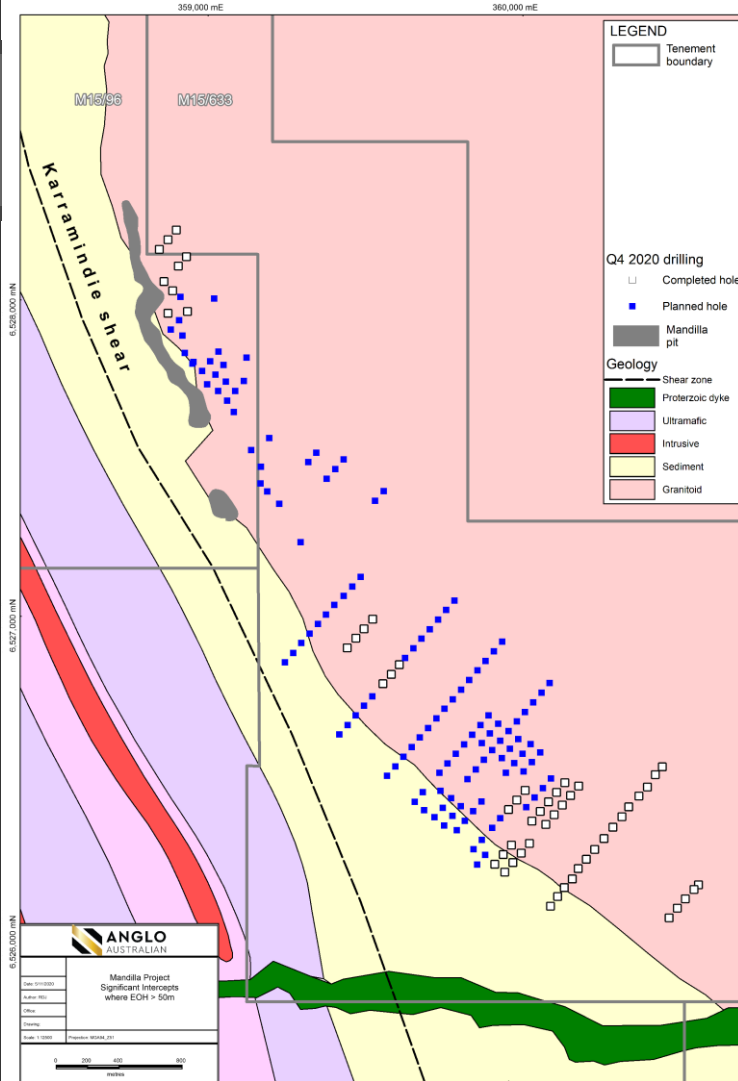 359,000 mE
360,000 mE
LEGEND
Tenement
boundary
M15/96
M15/633
Karramindie shear
Q4 2020 drilling
Completed hole
Planned hole
Mandilla
pit
Geology
Shear zone
Proterzoic dyke
Ultramafic
Intrusive
Sediment
Granitoid
6,528,000 mN
6,527,000 mN
6,526,000 mN
ANGLO
AUSTRALIAN
Mandilla Project
Significant Intercepts
where EOH > 50m
Office:
Drawing:
0 200 400 800
metres